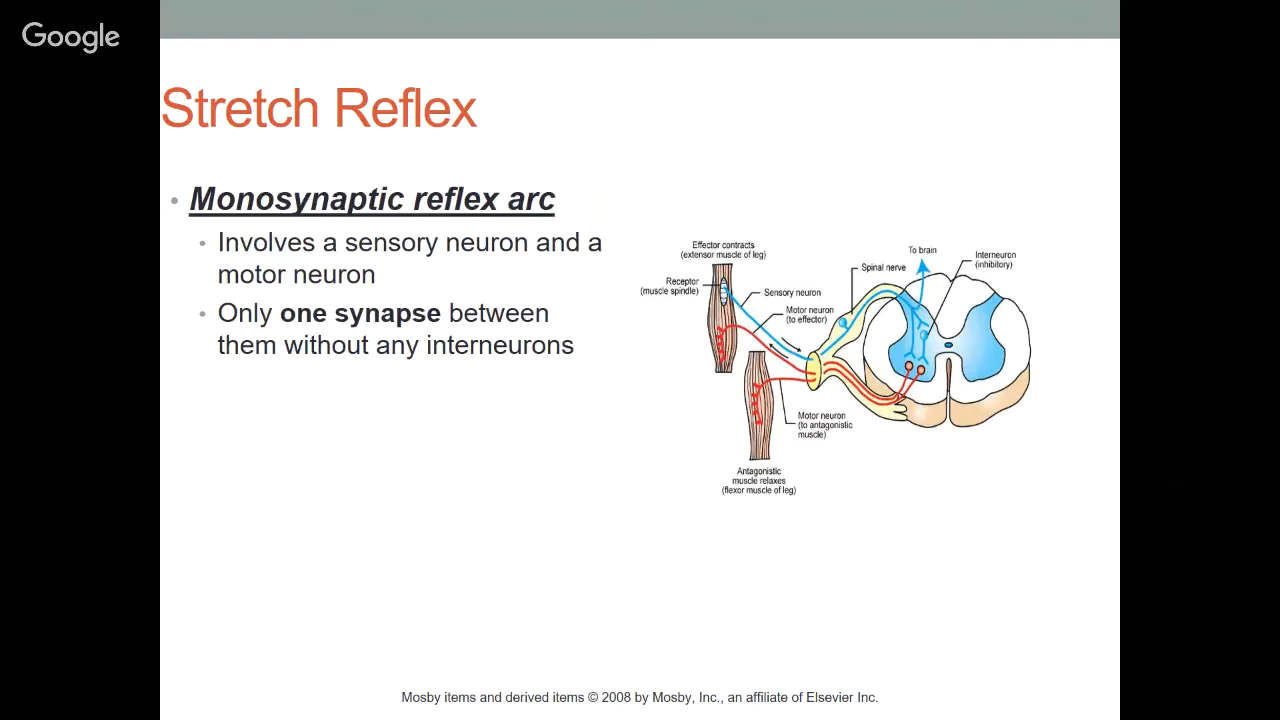 Google
Stretch Reflex
• Monosynaptic reflex arc
• Involves a sensory neuron and a
motor neuron
• Only one synapse between
them without any interneurons
Effector contracts
(extensor muscle of leg)
Receptor
(muscle spindle)
Sensory neuron
Motor neuron
(to effector)
Spinal nerve
To brain
Interneuron
(inhibitory)
Motor neuron
(to antagonistic
muscle)
Antagonistic
muscle relaxes
(flexor muscle of leg)
Mosby items and derived items © 2008 by Mosby, Inc., an affiliate of Elsevier Inc.